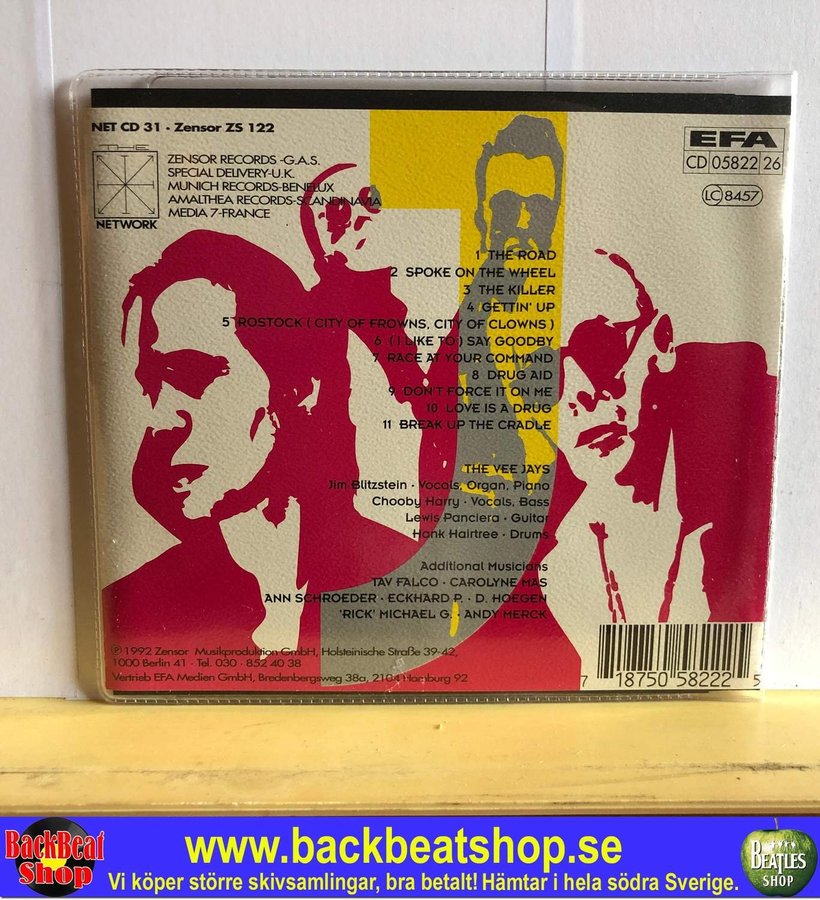 NET CD 31 · Zensor ZS 122
THE
NETWORK
ZENSOR RECORDS -G.A.S.
SPECIAL DELIVERY-U.K.
MUNICH RECORDS-BENELUX
AMALTHEA RECORDS-SCANDINAVIA
MEDIA 7-FRANCE
EFA
CD 05822 26
LC 8457
1 THE ROAD
2 SPOKE ON THE WHEEL
3 THE KILLER
4 GETTIN' UP
5 ROSTOCK ( CITY OF FROWNS, CITY OF CLOWNS )
6 ( I LIKE TO ) SAY GOODBY
7 RACE AT YOUR COMMAND
8 DRUG AID
9 DON'T FORCE IT ON ME
10 LOVE IS A DRUG
11 BREAK UP THE CRADLE
THE VEE JAYS
Jim Blitzstein · Vocals, Organ, Piano
Chooby Harry · Vocals, Bass
Lewis Panciera · Guitar
Hank Hairtree · Drums
Additional Musicians
TAV FALCO · CAROLYNE MAS
ANN SCHROEDER · ECKHARD P. · D. HOEGEN
'RICK' MICHAEL G. · ANDY MERCK
℗ 1992 Zensor Musikproduktion GmbH, Holsteinische Straße 39-42,
1000 Berlin 41 · Tel. 030 · 852 40 38
Vertrieb EFA Medien GmbH, Bredenbergsweg 38a, 2104 Hamburg 92
7 18750 58222 5
BackBeat
Shop
www.backbeatshop.se
Vi köper större skivsamlingar, bra betalt! Hämtar i hela södra Sverige.
BEATLES
SHOP